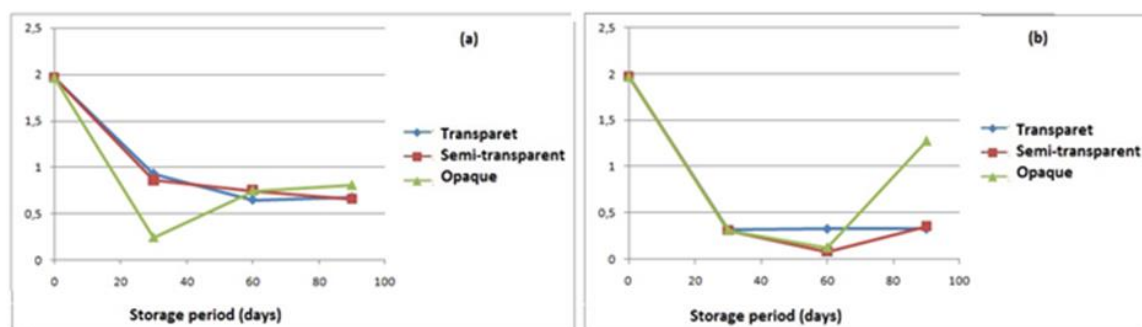 (a)
2,5
2
1,5
1
0,5
0
0 20 40 60 80 100
Storage period (days)
Transparet
Semi-transparent
Opaque
(b)
2,5
2
1,5
1
0,5
0
0 20 40 60 80 100
Storage period (days)
Transparet
Semi-transparent
Opaque